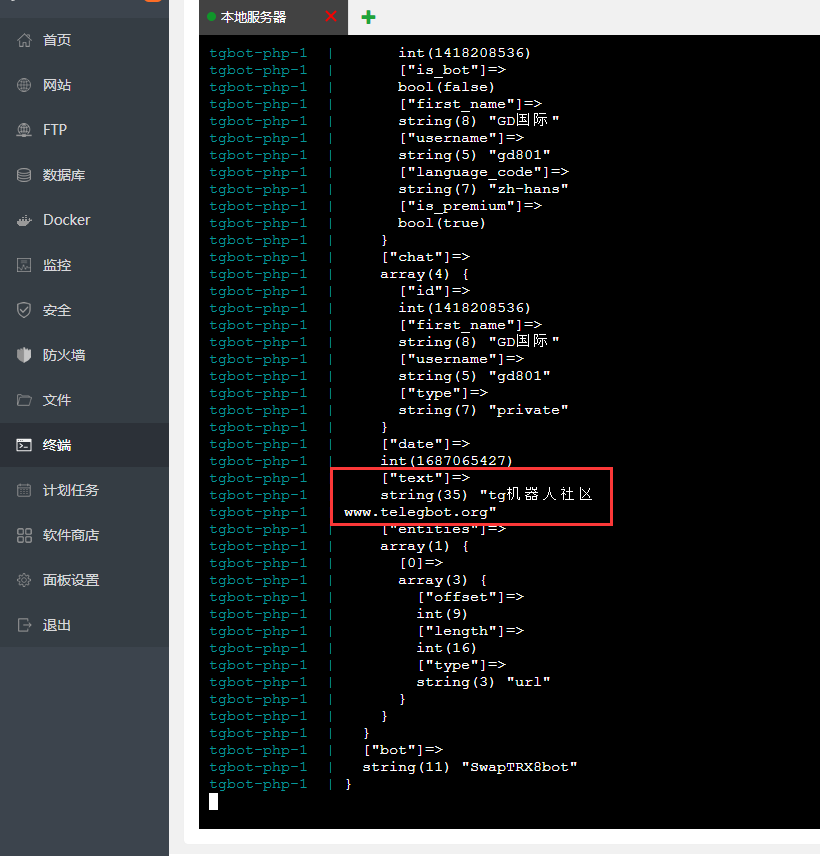 本地服务器
首页
网站
FTP
数据库
Docker
监控
安全
防火墙
文件
终端
计划任务
软件商店
面板设置
退出
tgbot-php-1 | int(1418208536)
tgbot-php-1 | ["is_bot"]=>
tgbot-php-1 | bool(false)
tgbot-php-1 | ["first_name"]=>
tgbot-php-1 | string(8) "GD国际"
tgbot-php-1 | ["username"]=>
tgbot-php-1 | string(5) "gd801"
tgbot-php-1 | ["language_code"]=>
tgbot-php-1 | string(7) "zh-hans"
tgbot-php-1 | ["is_premium"]=>
tgbot-php-1 | bool(true)
tgbot-php-1 | }
tgbot-php-1 | ["chat"]=>
tgbot-php-1 | array(4) {
tgbot-php-1 | ["id"]=>
tgbot-php-1 | int(1418208536)
tgbot-php-1 | ["first_name"]=>
tgbot-php-1 | string(8) "GD国际"
tgbot-php-1 | ["username"]=>
tgbot-php-1 | string(5) "gd801"
tgbot-php-1 | ["type"]=>
tgbot-php-1 | string(7) "private"
tgbot-php-1 | }
tgbot-php-1 | ["date"]=>
tgbot-php-1 | int(1687065427)
tgbot-php-1 | ["text"]=>
tgbot-php-1 | string(35) "tg机器人社区
tgbot-php-1 | www.telegbot.org"
tgbot-php-1 | ["entities"]=>
tgbot-php-1 | array(1) {
tgbot-php-1 | [0]=>
tgbot-php-1 | array(3) {
tgbot-php-1 | ["offset"]=>
tgbot-php-1 | int(9)
tgbot-php-1 | ["length"]=>
tgbot-php-1 | int(16)
tgbot-php-1 | ["type"]=>
tgbot-php-1 | string(3) "url"
tgbot-php-1 | }
tgbot-php-1 | }
tgbot-php-1 | }
tgbot-php-1 | ["bot"]=>
tgbot-php-1 | string(11) "SwapTRX8bot"
tgbot-php-1 | }